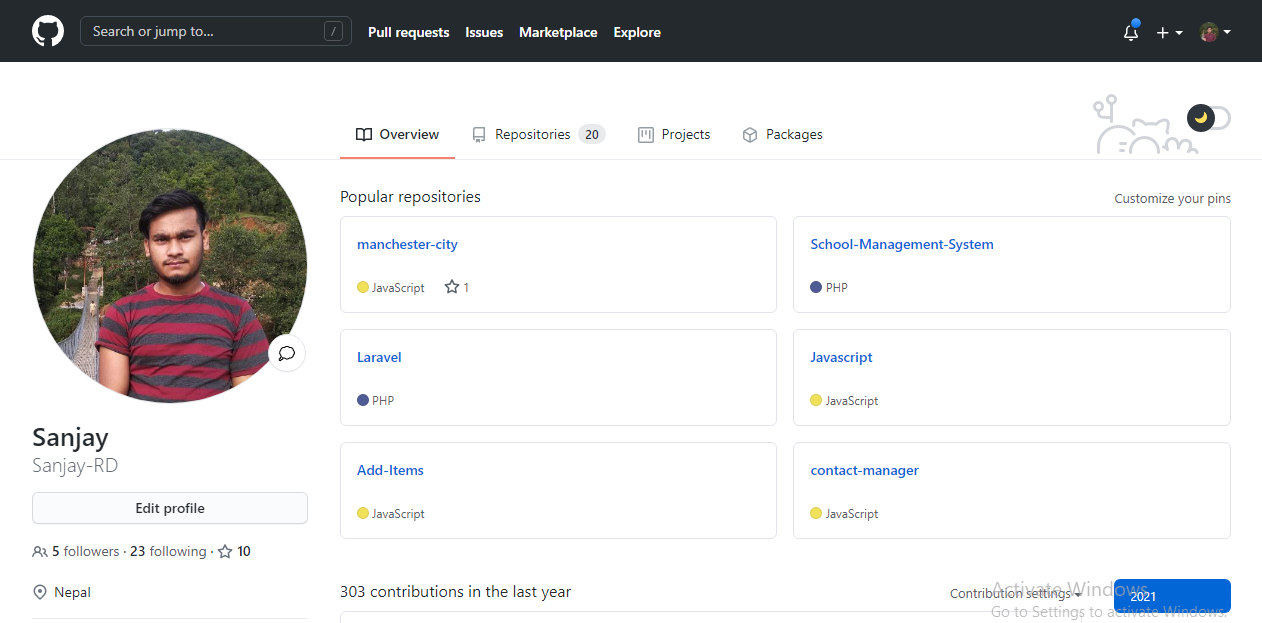 Search or jump to... /
Pull requests Issues Marketplace Explore
Overview Repositories 20 Projects Packages
Popular repositories
Customize your pins
manchester-city
JavaScript 1
School-Management-System
PHP
Laravel
PHP
Javascript
JavaScript
Add-Items
JavaScript
contact-manager
JavaScript
Sanjay
Sanjay-RD
Edit profile
5 followers · 23 following · 10
Nepal
303 contributions in the last year
Contribution settings
2021
Activate Windows
Go to Settings to activate Windows.